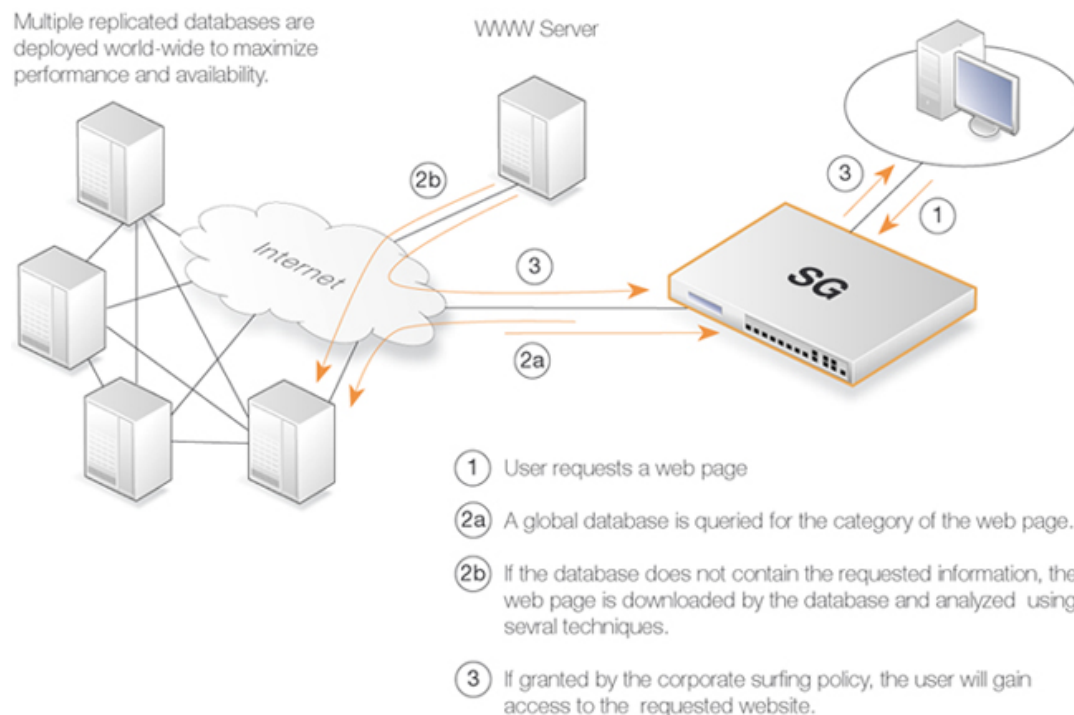 Multiple replicated databases are
deployed world-wide to maximize
performance and availability.
WWW Server
2b
3
1
Internet
3
SG
2a
1 User requests a web page
2a A global database is queried for the category of the web page.
2b If the database does not contain the requested information, the
web page is downloaded by the database and analyzed using
sevral techniques.
3 If granted by the corporate surfing policy, the user will gain
access to the requested website.